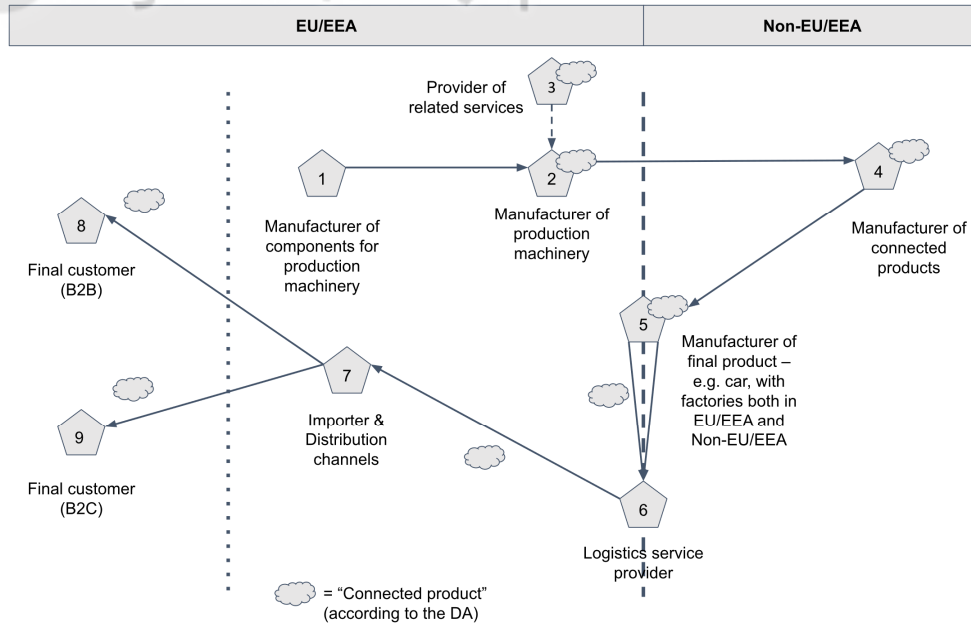 EU/EEA
Non-EU/EEA
3
Provider of
related services
1
2
4
Manufacturer of
components for
production
machinery
Manufacturer of
production
machinery
Manufacturer of
connected
products
8
Final customer
(B2B)
5
Manufacturer of
final product –
e.g. car, with
factories both in
EU/EEA and
Non-EU/EEA
7
Importer &
Distribution
channels
9
Final customer
(B2C)
6
Logistics service
provider
= “Connected product”
(according to the DA)